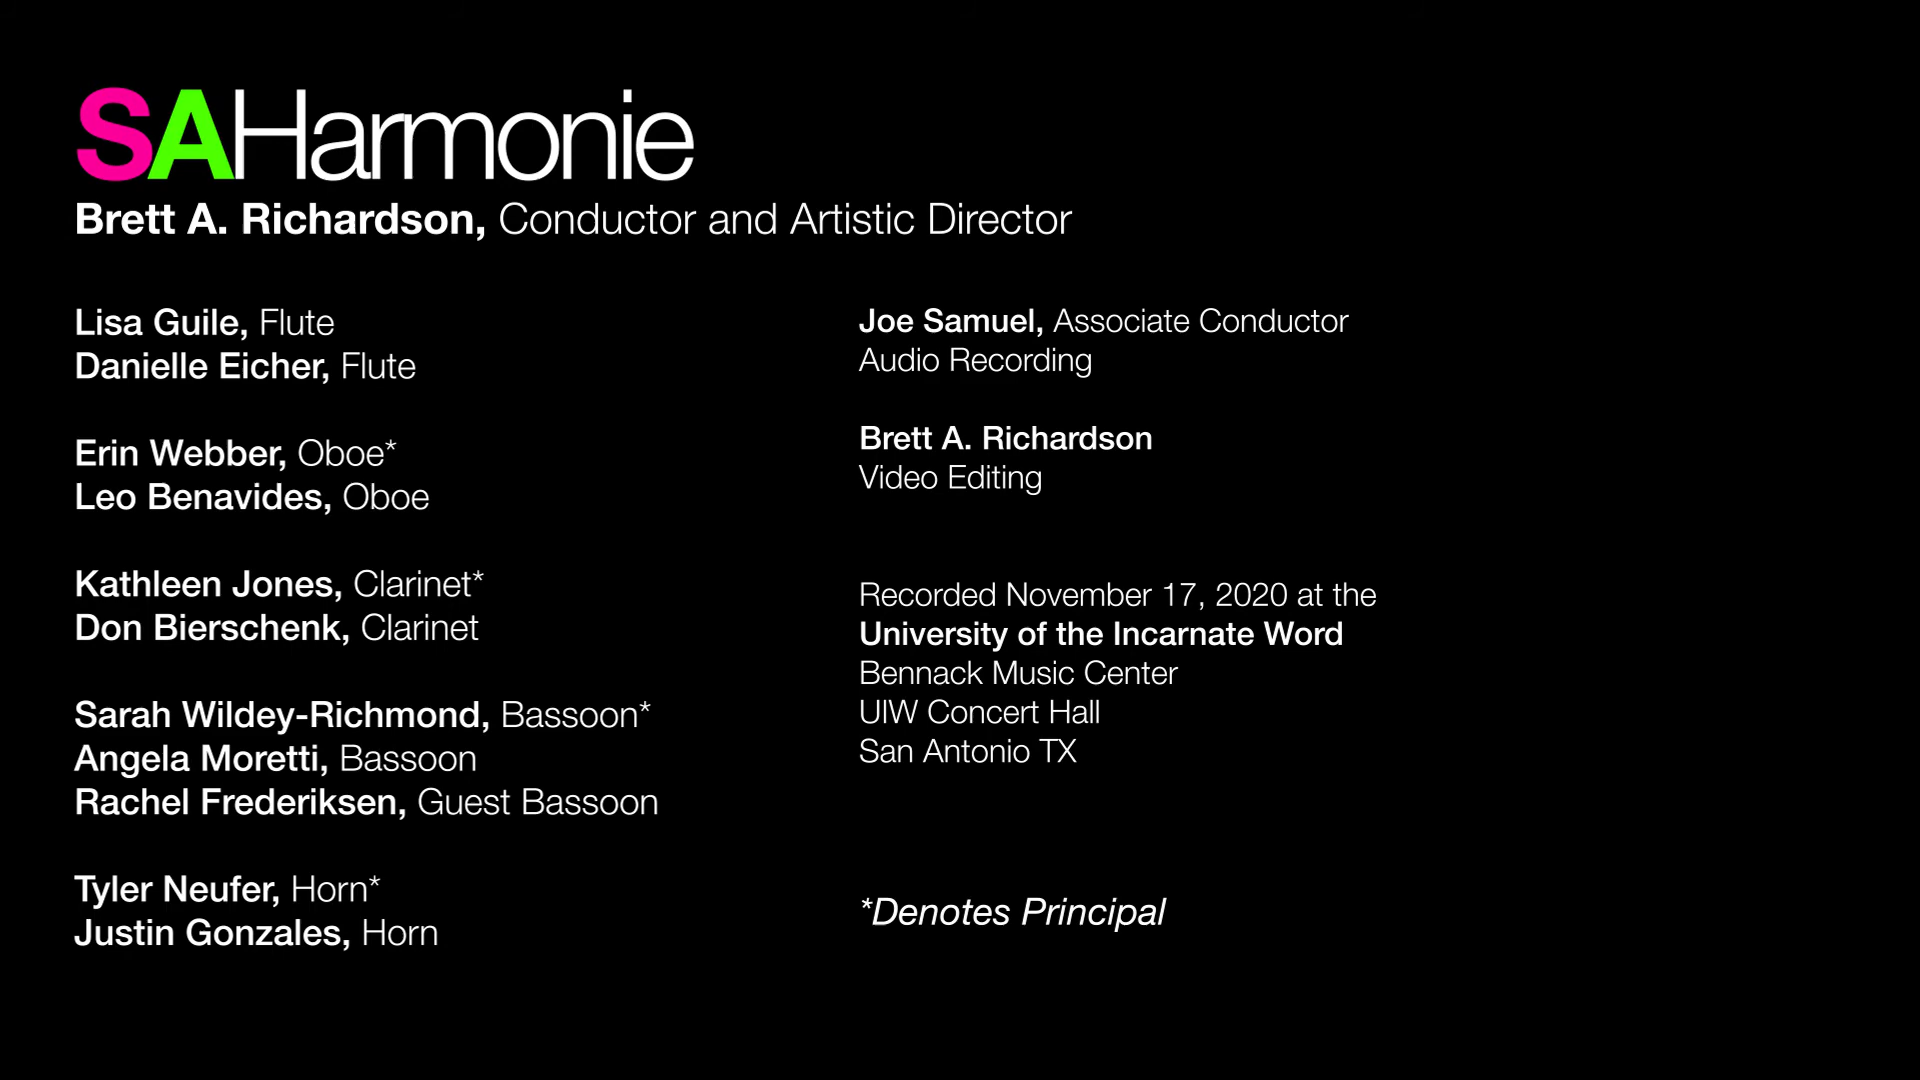 SAHarmonie
Brett A. Richardson, Conductor and Artistic Director
Lisa Guile, Flute
Danielle Eicher, Flute
Erin Webber, Oboe*
Leo Benavides, Oboe
Kathleen Jones, Clarinet*
Don Bierschenk, Clarinet
Sarah Wildey-Richmond, Bassoon*
Angela Moretti, Bassoon
Rachel Frederiksen, Guest Bassoon
Tyler Neufer, Horn*
Justin Gonzales, Horn
Joe Samuel, Associate Conductor
Audio Recording
Brett A. Richardson
Video Editing
Recorded November 17, 2020 at the
University of the Incarnate Word
Bennack Music Center
UIW Concert Hall
San Antonio TX
*Denotes Principal